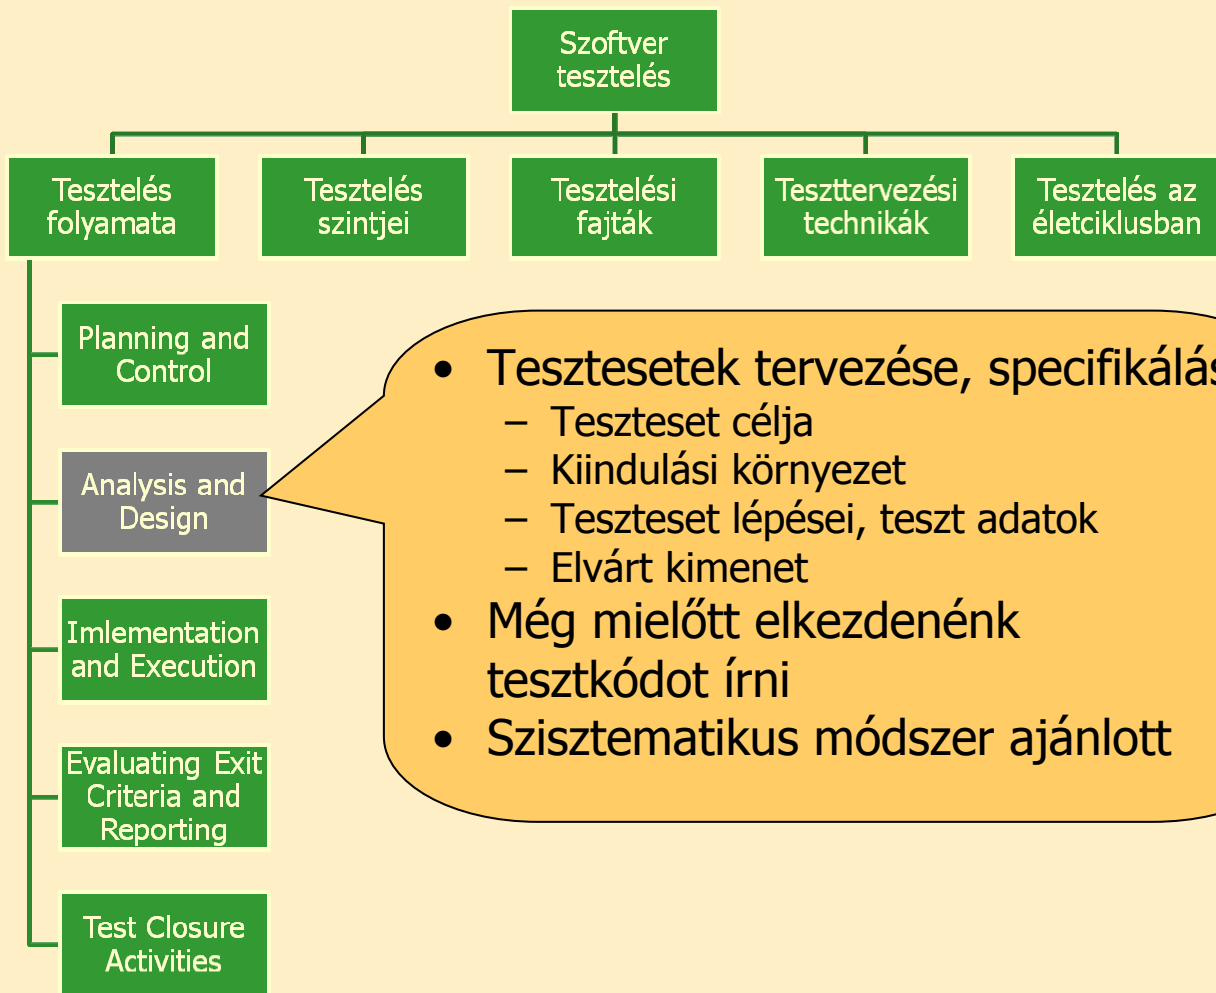 Szoftver
tesztelés
Tesztelés
folyamata
Tesztelés
szintjei
Tesztelési
fajták
Teszttervezési
technikák
Tesztelés az
életciklusban
Planning and
Control
Analysis and
Design
Imlementation
and Execution
Evaluating Exit
Criteria and
Reporting
Test Closure
Activities
• Tesztesetek tervezése, specifikálás
– Teszteset célja
– Kiindulási környezet
– Teszteset lépései, teszt adatok
– Elvárt kimenet
• Még mielőtt elkezdenénk
tesztkódot írni
• Szisztematikus módszer ajánlott